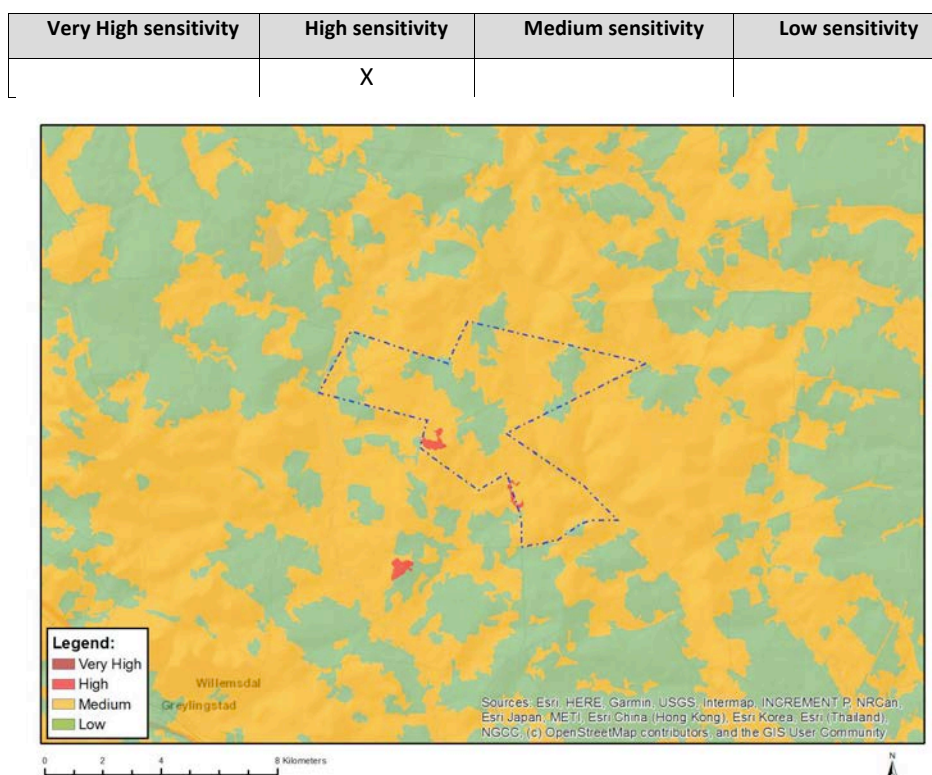 Very High sensitivity High sensitivity Medium sensitivity Low sensitivity
X
Legend:
Very High
High
Medium
Low
Willemsdal
Greylingstad
Sources: Esri, HERE, Garmin, USGS, Intermap, INCREMENT P, NRCan,
Esri Japan, METI, Esri China (Hong Kong), Esri Korea, Esri (Thailand),
NGCC, (c) OpenStreetMap contributors, and the GIS User Community
0 2 4 8 Kilometers
N